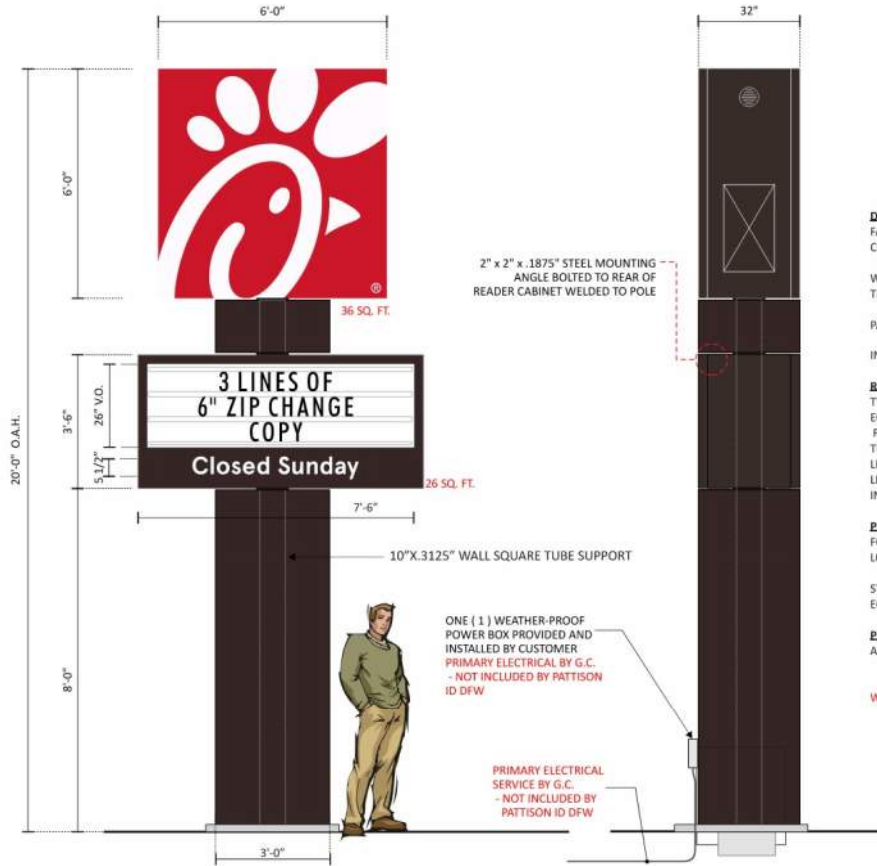 6'-0"
32"
6'-0"
®
36 SQ. FT.
2" x 2" x .1875" STEEL MOUNTING
ANGLE BOLTED TO REAR OF
READER CABINET WELDED TO POLE
20'-0" O.A.H.
3'-6"
26" V.O.
5 1/2"
3 LINES OF
6" ZIP CHANGE
COPY
Closed Sunday
26 SQ. FT.
7'-6"
10"X.3125" WALL SQUARE TUBE SUPPORT
8'-0"
ONE ( 1 ) WEATHER-PROOF
POWER BOX PROVIDED AND
INSTALLED BY CUSTOMER
PRIMARY ELECTRICAL BY G.C.
- NOT INCLUDED BY PATTISON
ID DFW
PRIMARY ELECTRICAL
SERVICE BY G.C.
- NOT INCLUDED BY
PATTISON ID DFW
3'-0"